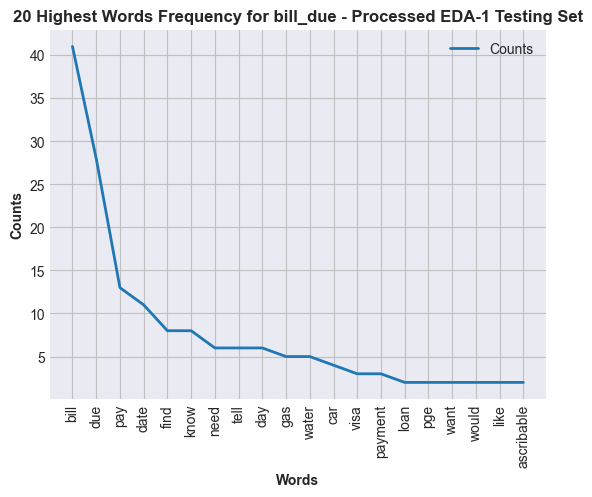 20 Highest Words Frequency for bill_due - Processed EDA-1 Testing Set
Counts
40
35
30
25
20
15
10
5
Counts
bill
due
pay
date
find
know
need
tell
day
gas
water
car
visa
payment
loan
pge
want
would
like
ascribable
Words